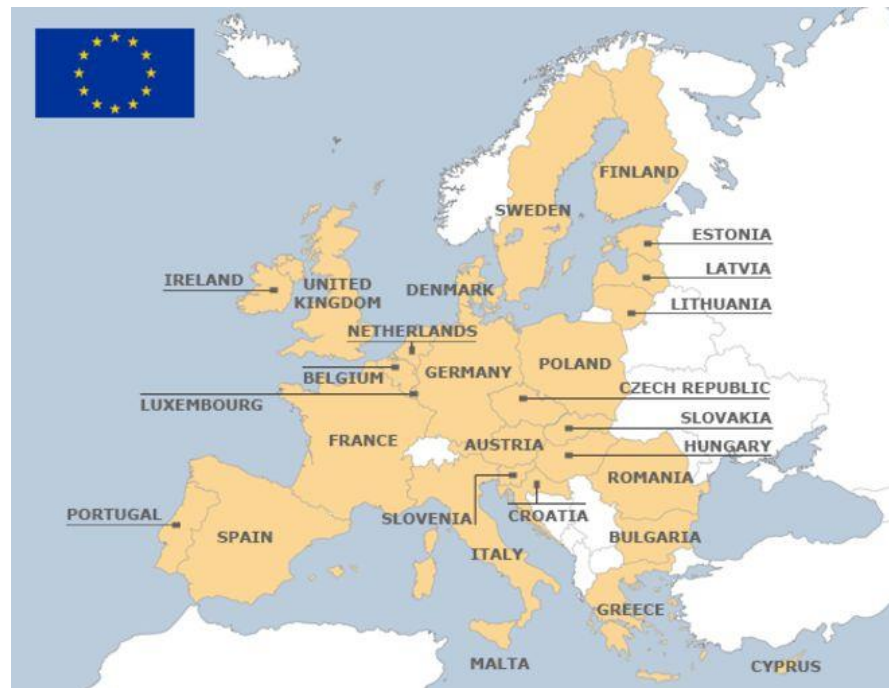 FINLAND
SWEDEN
ESTONIA
LATVIA
LITHUANIA
IRELAND
UNITED
KINGDOM
DENMARK
NETHERLANDS
BELGIUM
LUXEMBOURG
GERMANY
POLAND
CZECH REPUBLIC
SLOVAKIA
HUNGARY
FRANCE
AUSTRIA
ROMANIA
PORTUGAL
SPAIN
SLOVENIA
CROATIA
BULGARIA
ITALY
GREECE
MALTA
CYPRUS